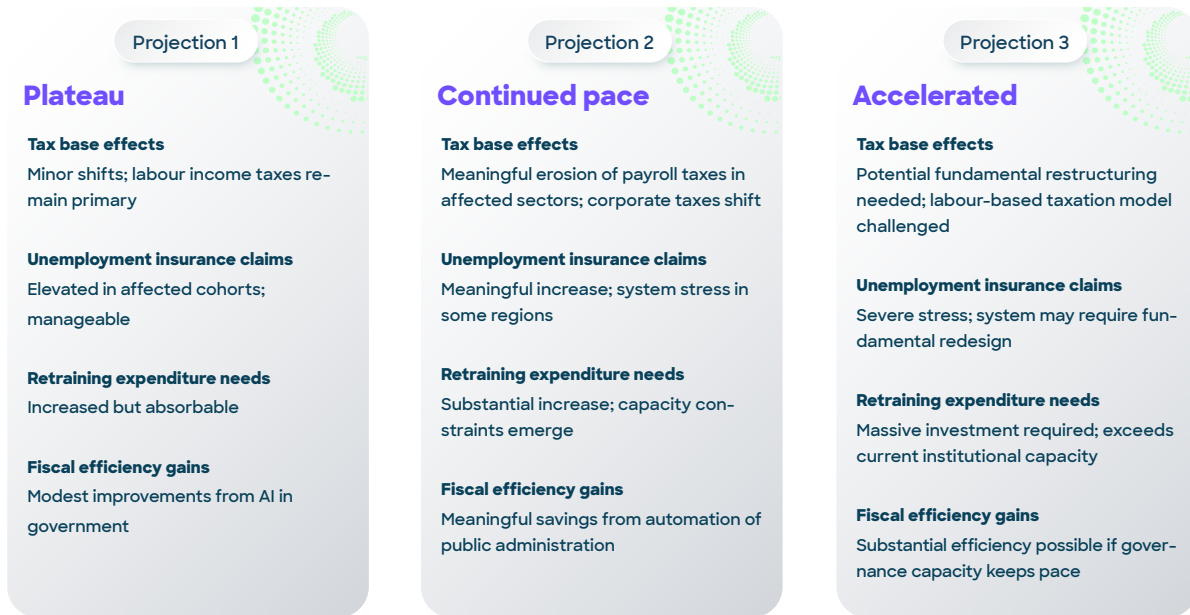 Projection 1
Plateau
Tax base effects
Minor shifts; labour income taxes re-
main primary
Unemployment insurance claims
Elevated in affected cohorts;
manageable
Retraining expenditure needs
Increased but absorbable
Fiscal efficiency gains
Modest improvements from AI in
government
Projection 2
Continued pace
Tax base effects
Meaningful erosion of payroll taxes in
affected sectors; corporate taxes shift
Unemployment insurance claims
Meaningful increase; system stress in
some regions
Retraining expenditure needs
Substantial increase; capacity con-
straints emerge
Fiscal efficiency gains
Meaningful savings from automation of
public administration
Projection 3
Accelerated
Tax base effects
Potential fundamental restructuring
needed; labour-based taxation model
challenged
Unemployment insurance claims
Severe stress; system may require fun-
damental redesign
Retraining expenditure needs
Massive investment required; exceeds
current institutional capacity
Fiscal efficiency gains
Substantial efficiency possible if gover-
nance capacity keeps pace